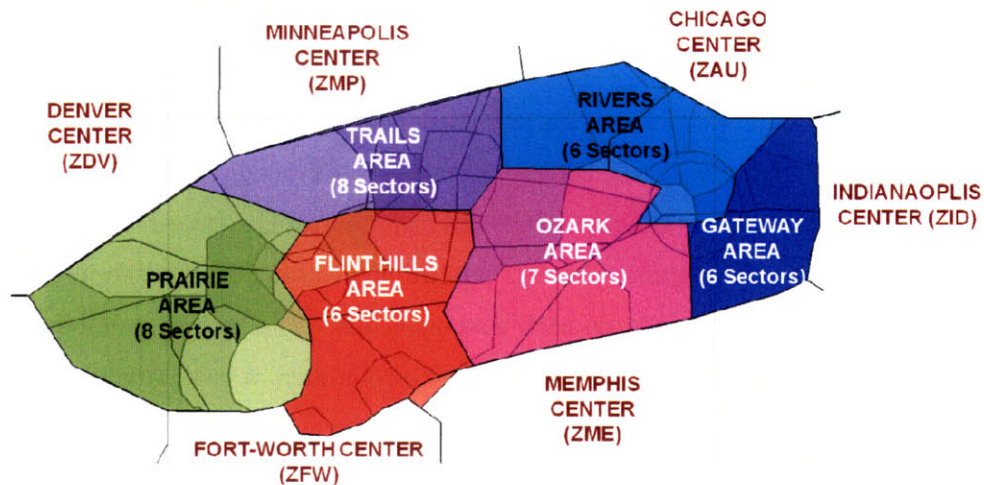 MINNEAPOLIS
CENTER
(ZMP)
CHICAGO
CENTER
(ZAU)
DENVER
CENTER
(ZDV)
TRAILS
AREA
(8 Sectors)
RIVERS
AREA
(6 Sectors)
INDIANAOPLIS
CENTER (ZID)
PRAIRIE
AREA
(8 Sectors)
FLINT HILLS
AREA
(6 Sectors)
OZARK
AREA
(7 Sectors)
GATEWAY
AREA
(6 Sectors)
MEMPHIS
CENTER
(ZME)
FORT-WORTH CENTER
(ZFW)